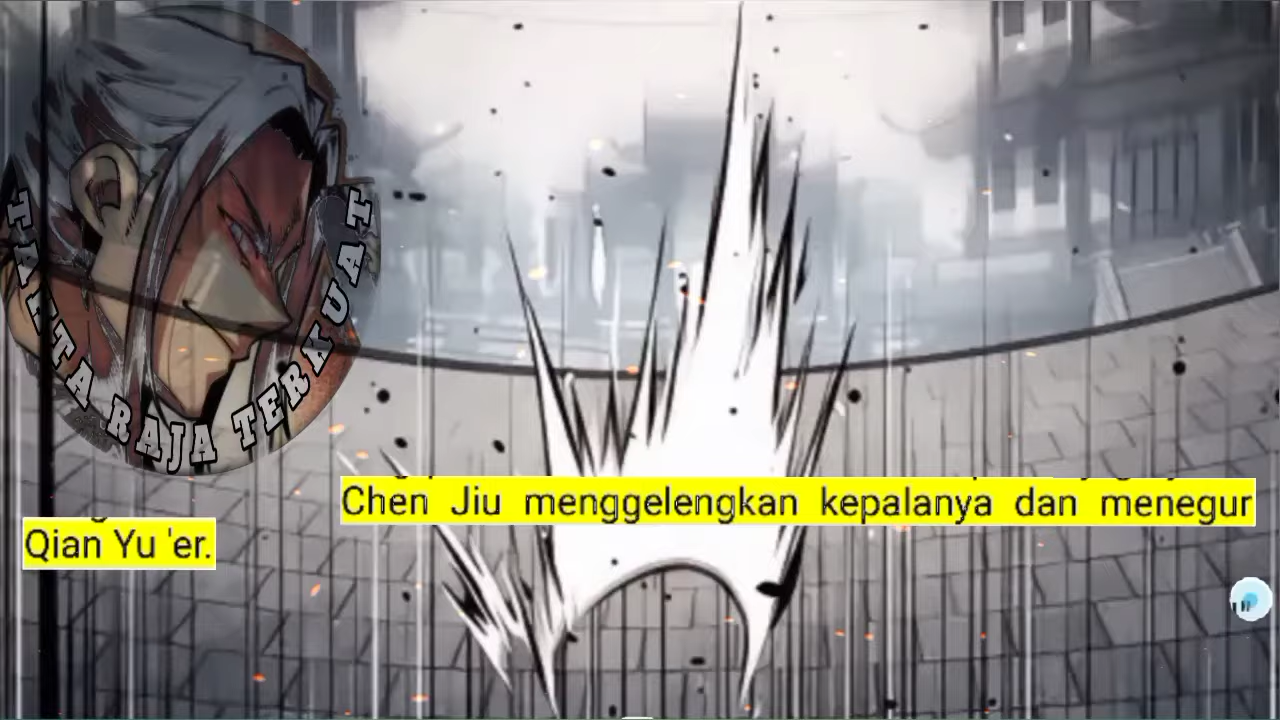 TAHTA RAJA TERKUAT
Chen Jiu menggelengkan kepalanya dan menegur
Qian Yu 'er.